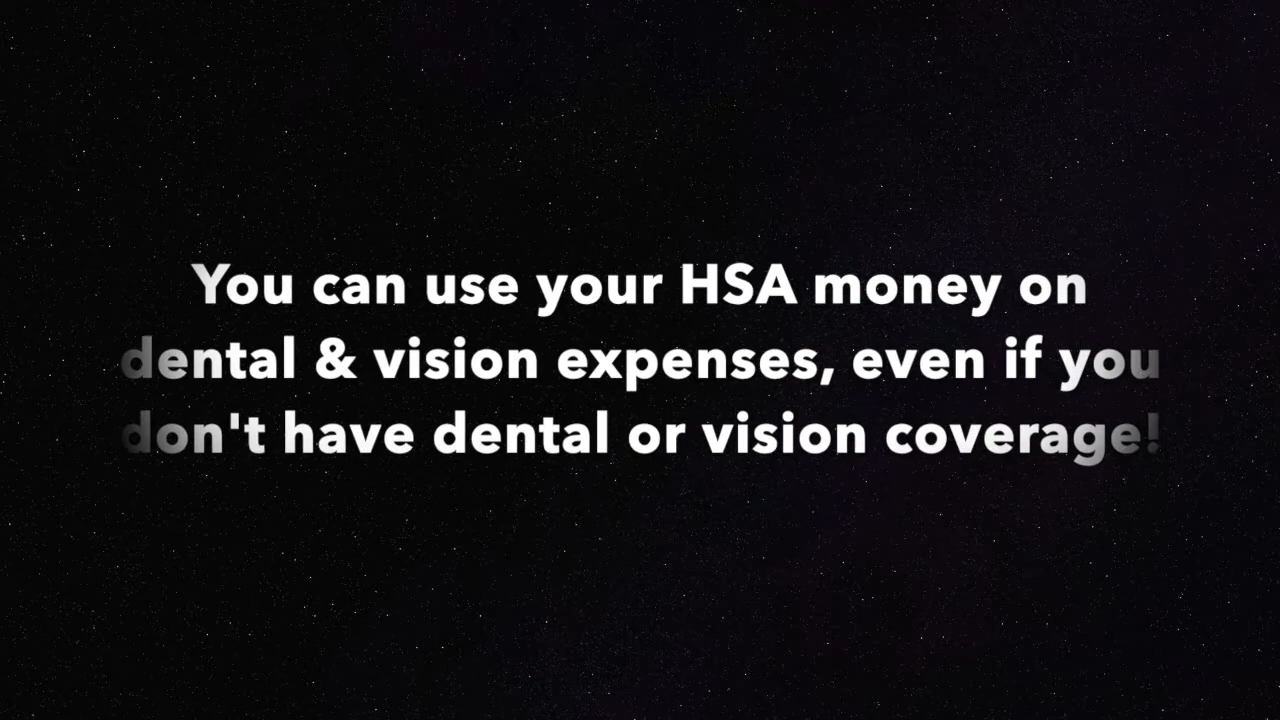 You can use your HSA money on
dental & vision expenses, even if you
don't have dental or vision coverage!